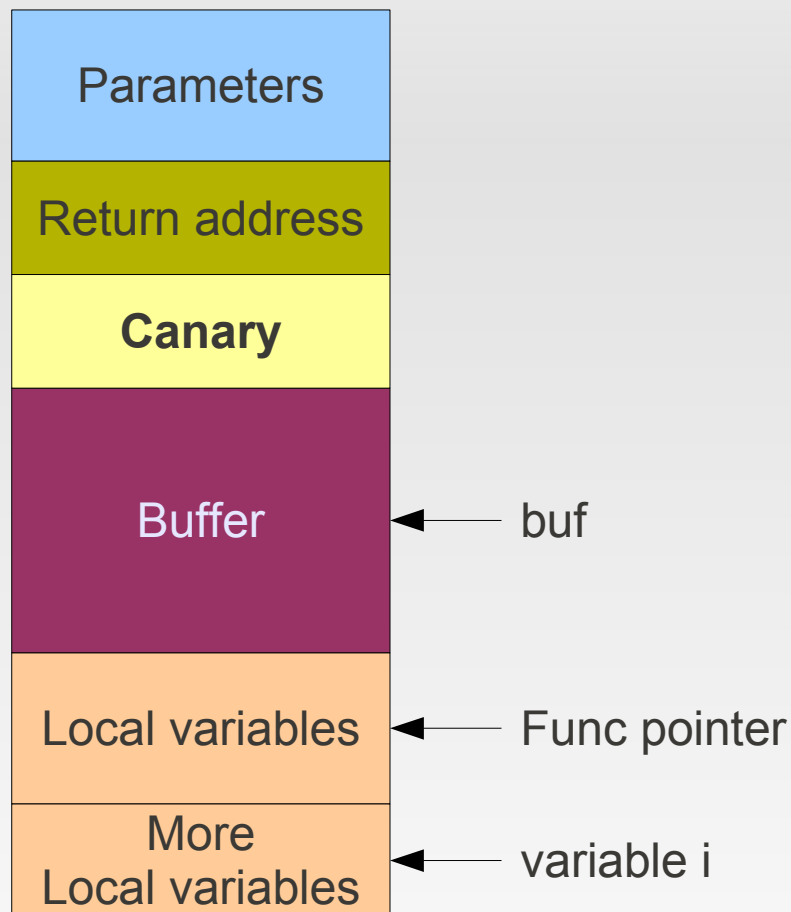 Parameters
Return address
Canary
Buffer
buf
Local variables
Func pointer
More
Local variables
variable i